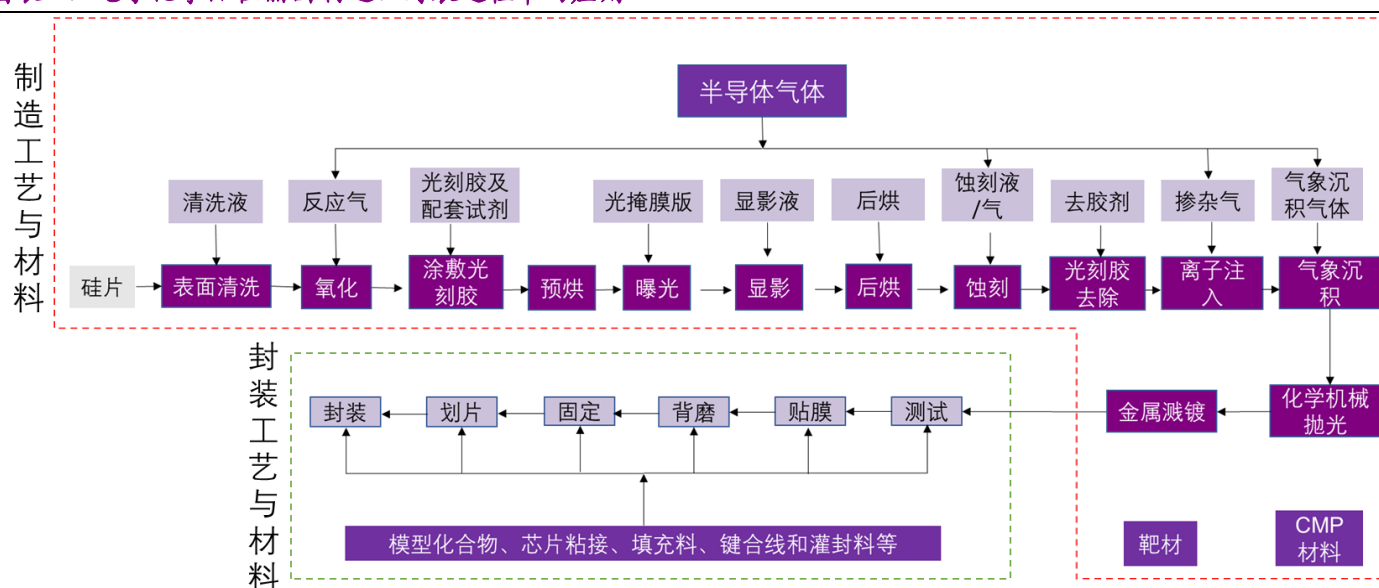 制造工艺与材料
半导体气体
清洗液
反应气
光刻胶及
配套试剂
光掩膜版
显影液
后烘
蚀刻液
/气
去胶剂
掺杂气
气象沉
积气体
硅片
表面清洗
氧化
涂敷光
刻胶
预烘
曝光
显影
后烘
蚀刻
光刻胶
去除
离子注
入
气象沉
积
封装工艺与材料
封装
划片
固定
背磨
贴膜
测试
金属溅镀
化学机械
抛光
模型化合物、芯片粘接、填充料、键合线和灌封料等
靶材
CMP
材料